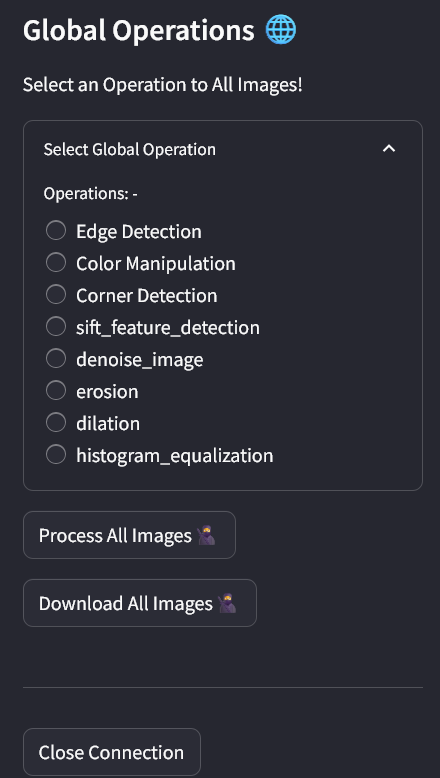 Global Operations 🌐
Select an Operation to All Images!
Select Global Operation
Operations: -
Edge Detection
Color Manipulation
Corner Detection
sift_feature_detection
denoise_image
erosion
dilation
histogram_equalization
Process All Images 🥷
Download All Images 🥷
Close Connection